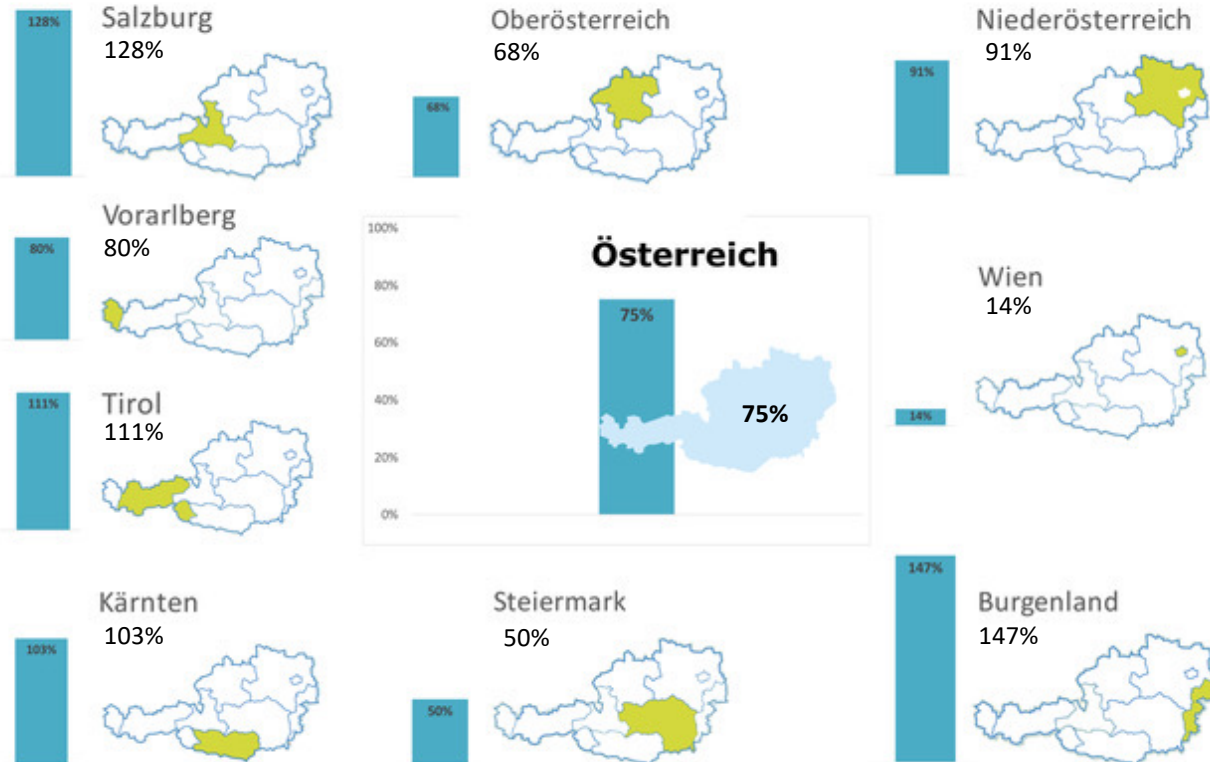 128%
Salzburg
128%
68%
Oberösterreich
68%
91%
Niederösterreich
91%
80%
Vorarlberg
80%
100%
80%
60%
40%
20%
0%
Österreich
75%
75%
Wien
14%
14%
111%
Tirol
111%
103%
Kärnten
103%
50%
Steiermark
50%
147%
Burgenland
147%